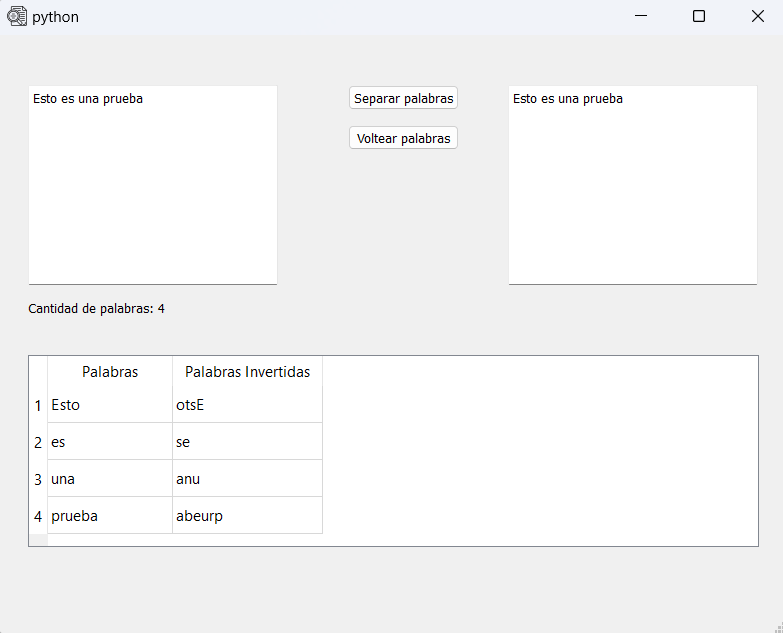 python
Esto es una prueba
Separar palabras
Esto es una prueba
Voltear palabras
Cantidad de palabras: 4
Palabras Palabras Invertidas
1 Esto otsE
2 es se
3 una anu
4 prueba abeurp